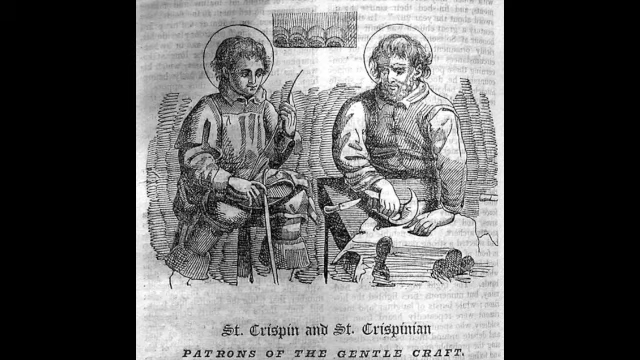 St. Crispin and St. Crispinian
PATRONS OF THE GENTLE CRAFT.